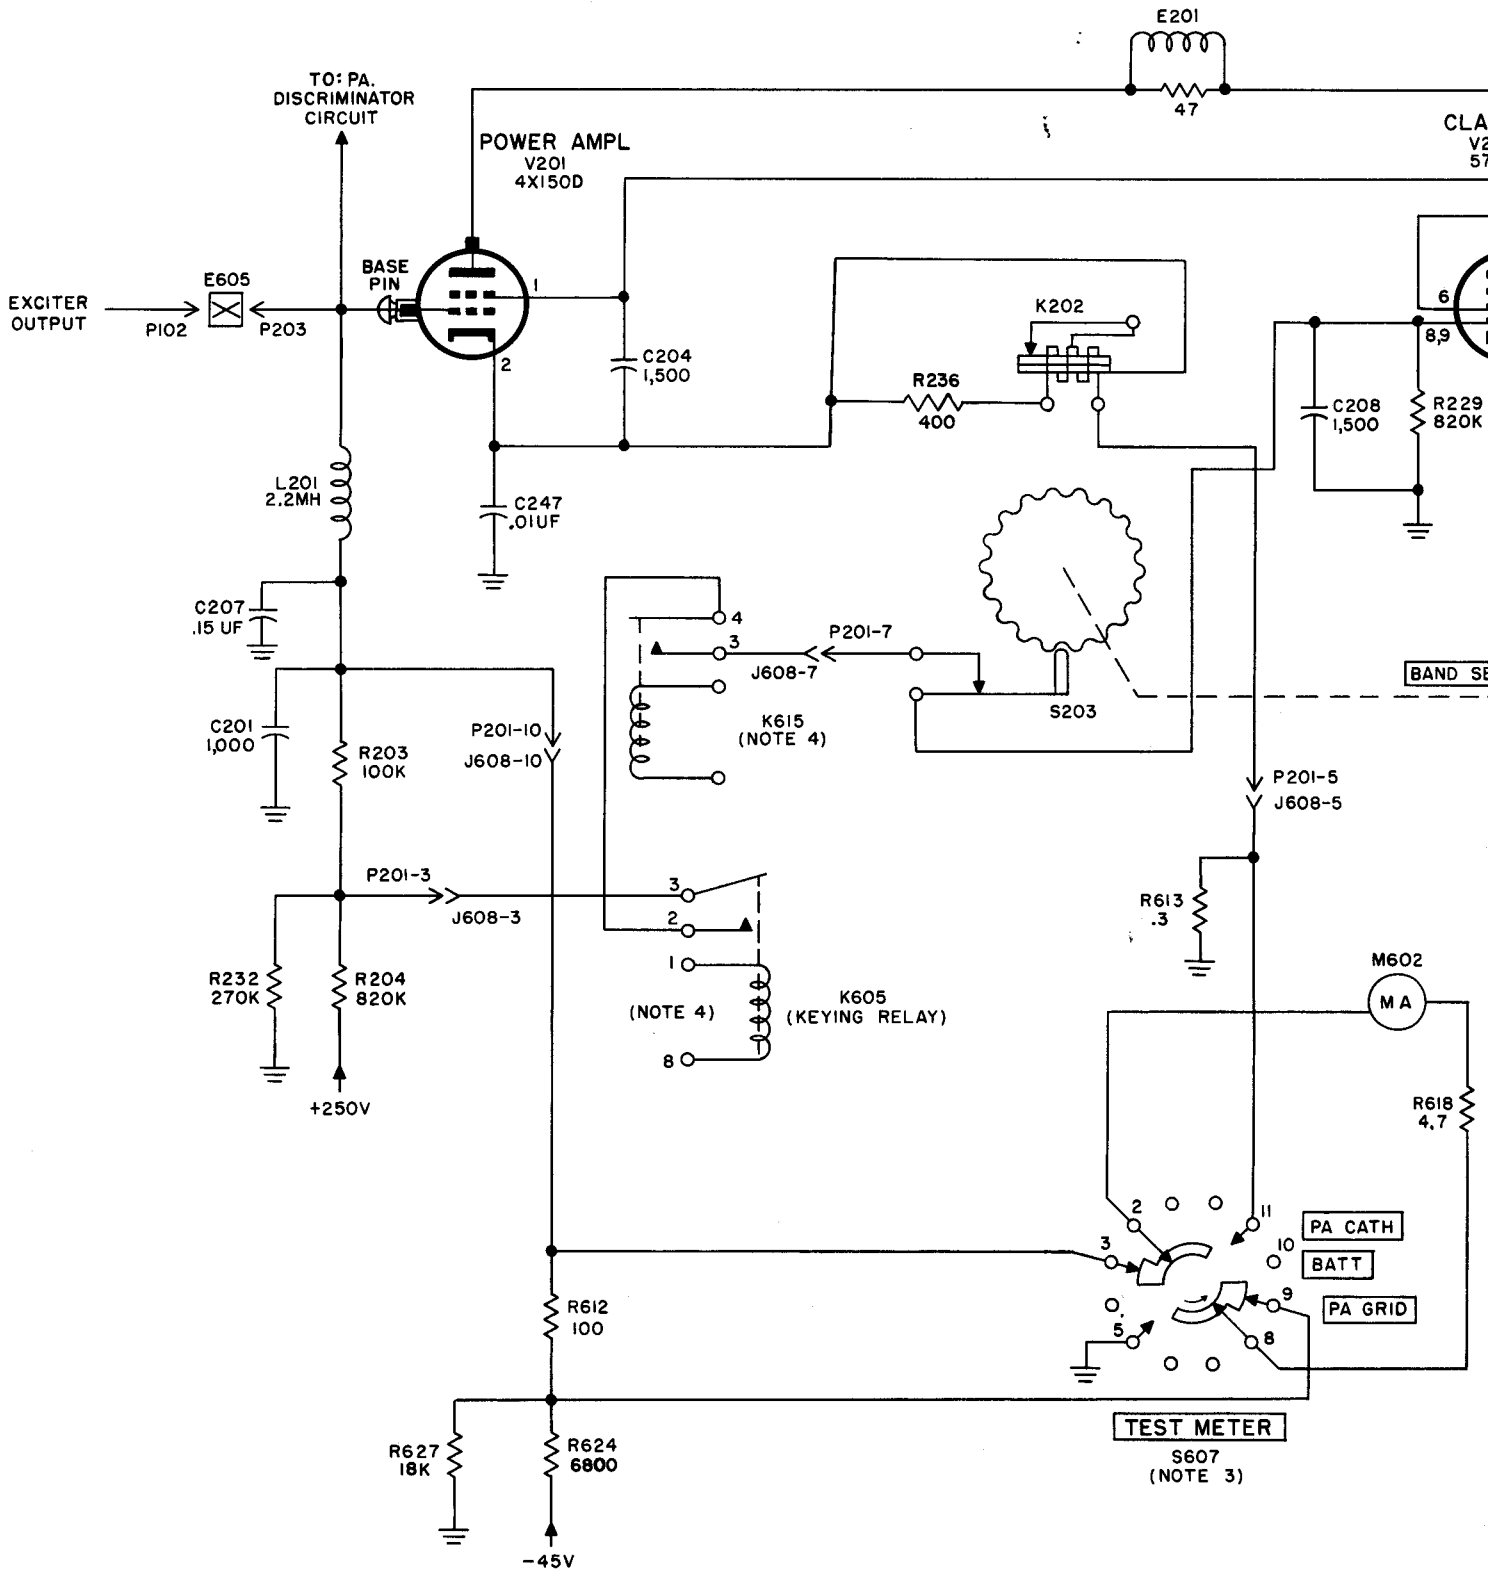 E201
47
TO: PA.
DISCRIMINATOR
CIRCUIT
POWER AMPL
V201
4X150D
CLA
V2
57
BASE
PIN
1
2
E605
EXCITER
OUTPUT
P102
P203
C204
1,500
K202
R236
400
6
8,9
C208
1,500
R229
820K
L201
2.2MH
C247
.01UF
C207
.15 UF
4
3
P201-7
J608-7
S203
BAND SE
K615
(NOTE 4)
C201
1,000
R203
100K
P201-10
J608-10
P201-5
J608-5
P201-3
J608-3
3
2
1
8
R613
.3
R232
270K
R204
820K
(NOTE 4)
K605
(KEYING RELAY)
M602
MA
+250V
R618
4.7
2
11
PA CATH
3
10
BATT
9
PA GRID
5
8
R612
100
TEST METER
S607
(NOTE 3)
R627
18K
R624
6800
-45V